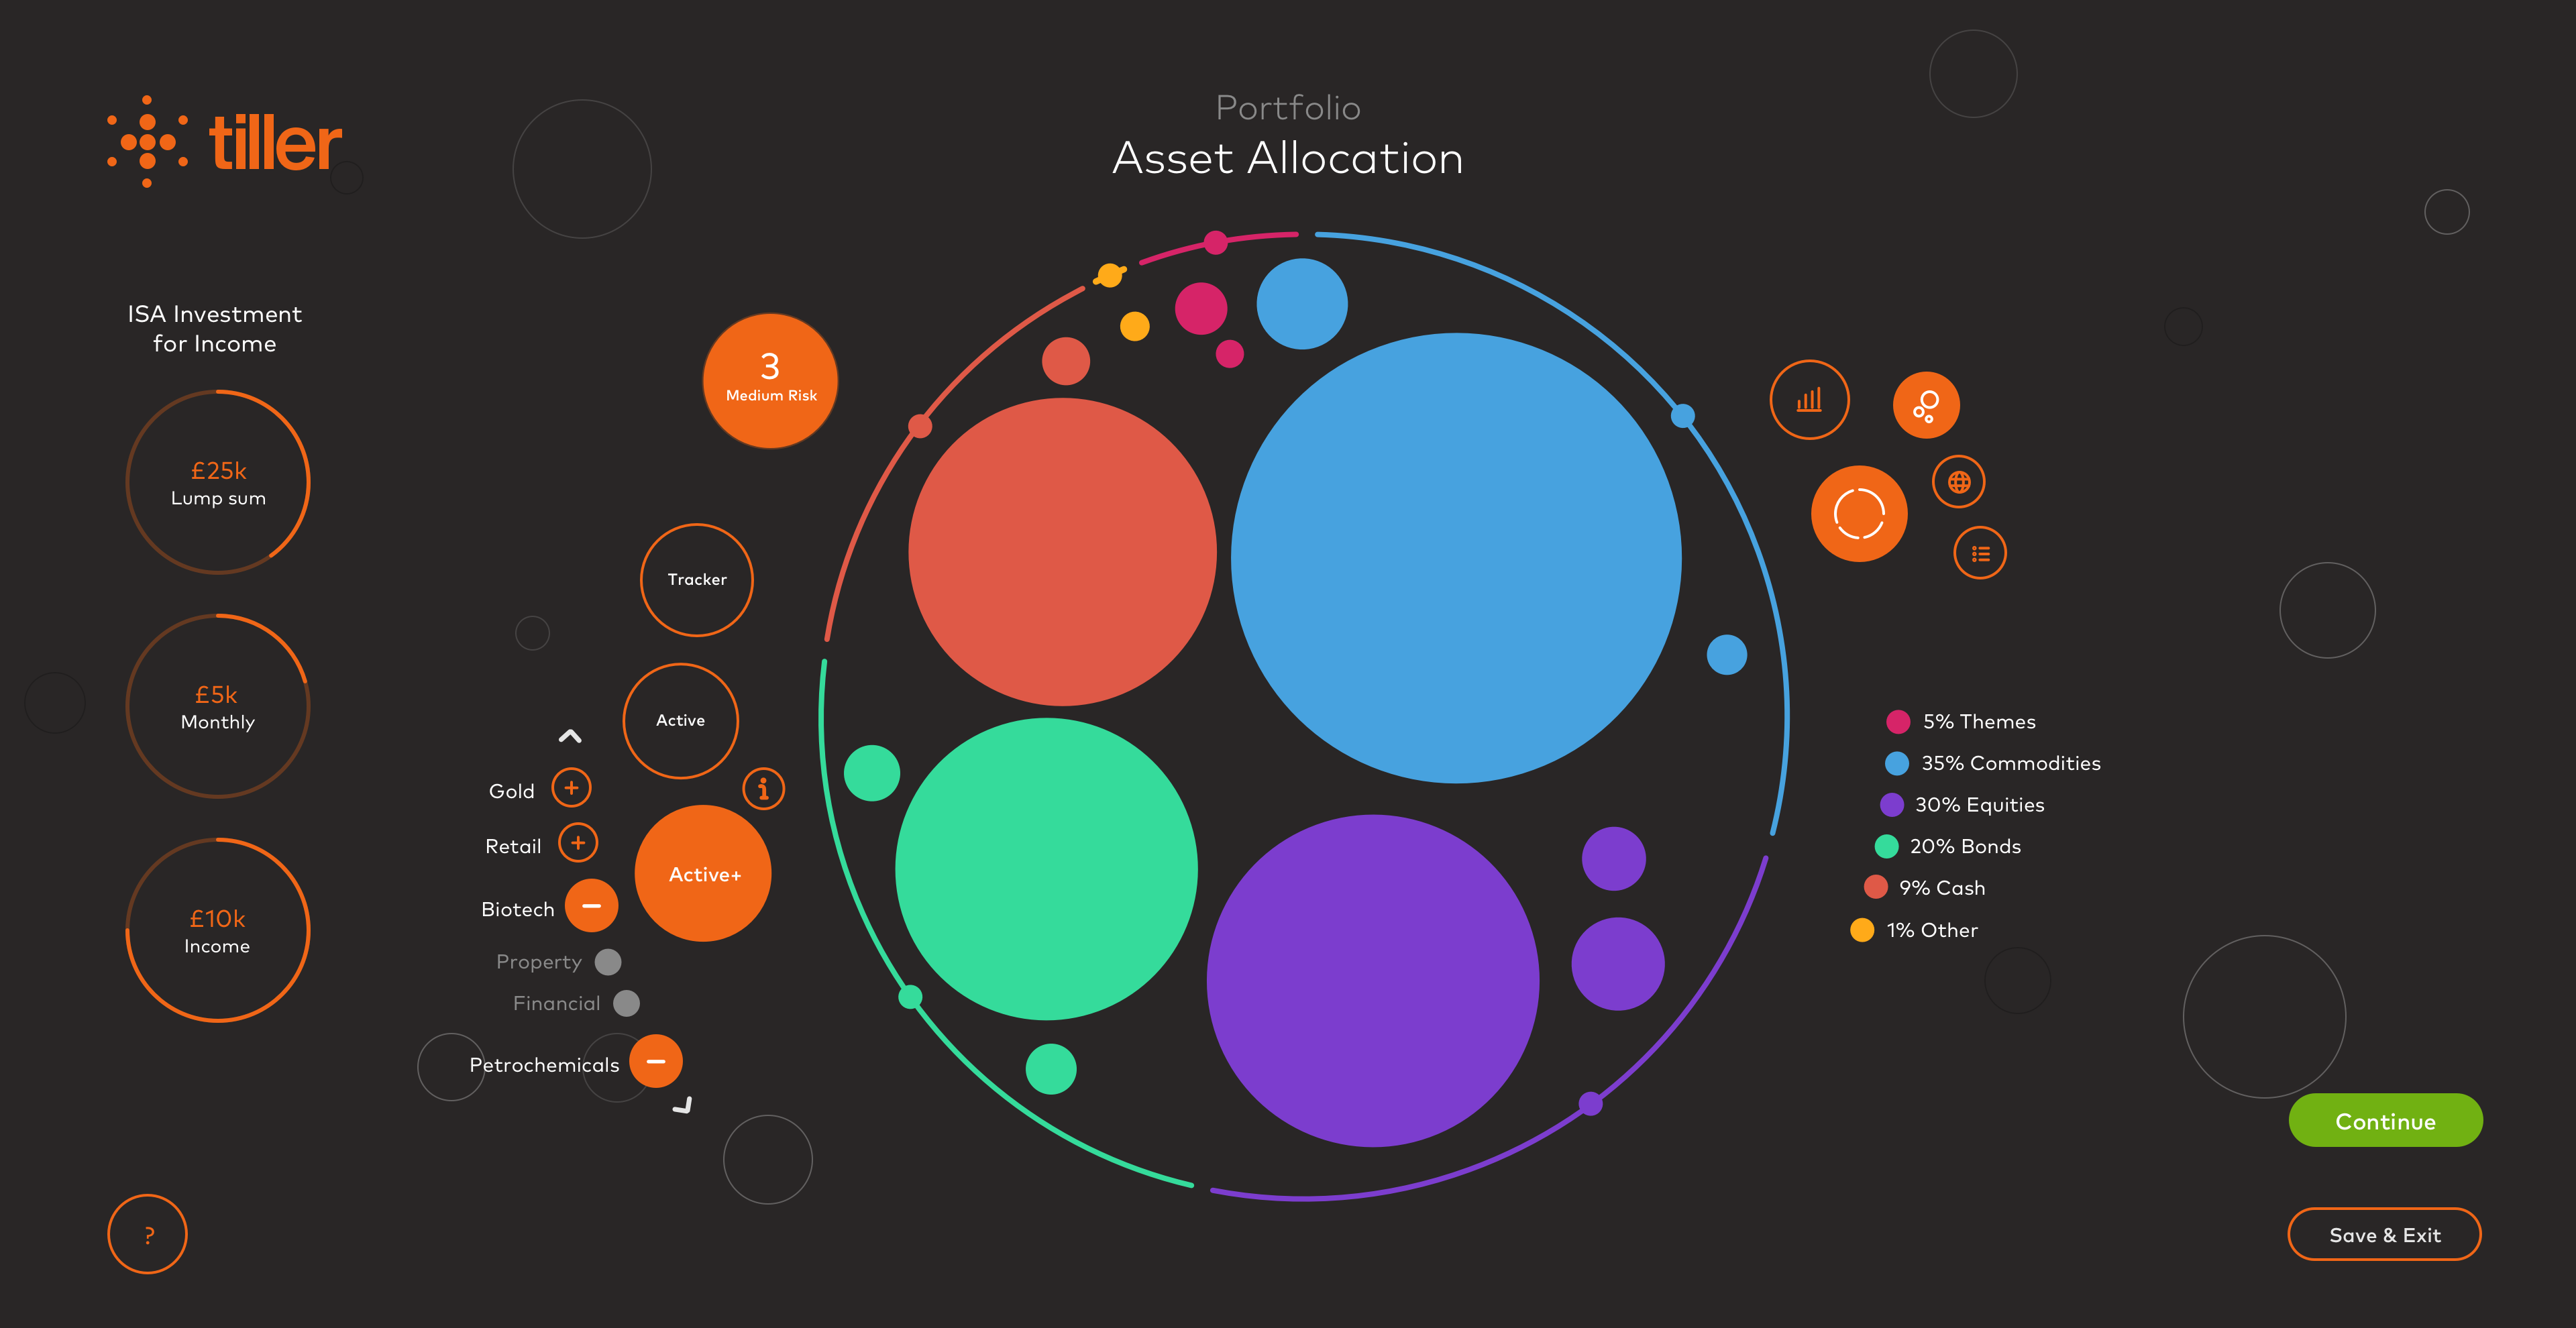 tiller
Portfolio
Asset Allocation
ISA Investment
for Income
£25k
Lump sum
£5k
Monthly
£10k
Income
3
Medium Risk
Tracker
Active
Active+
Gold
Retail
Biotech
Property
Financial
Petrochemicals
5% Themes
35% Commodities
30% Equities
20% Bonds
9% Cash
1% Other
Continue
Save & Exit
?